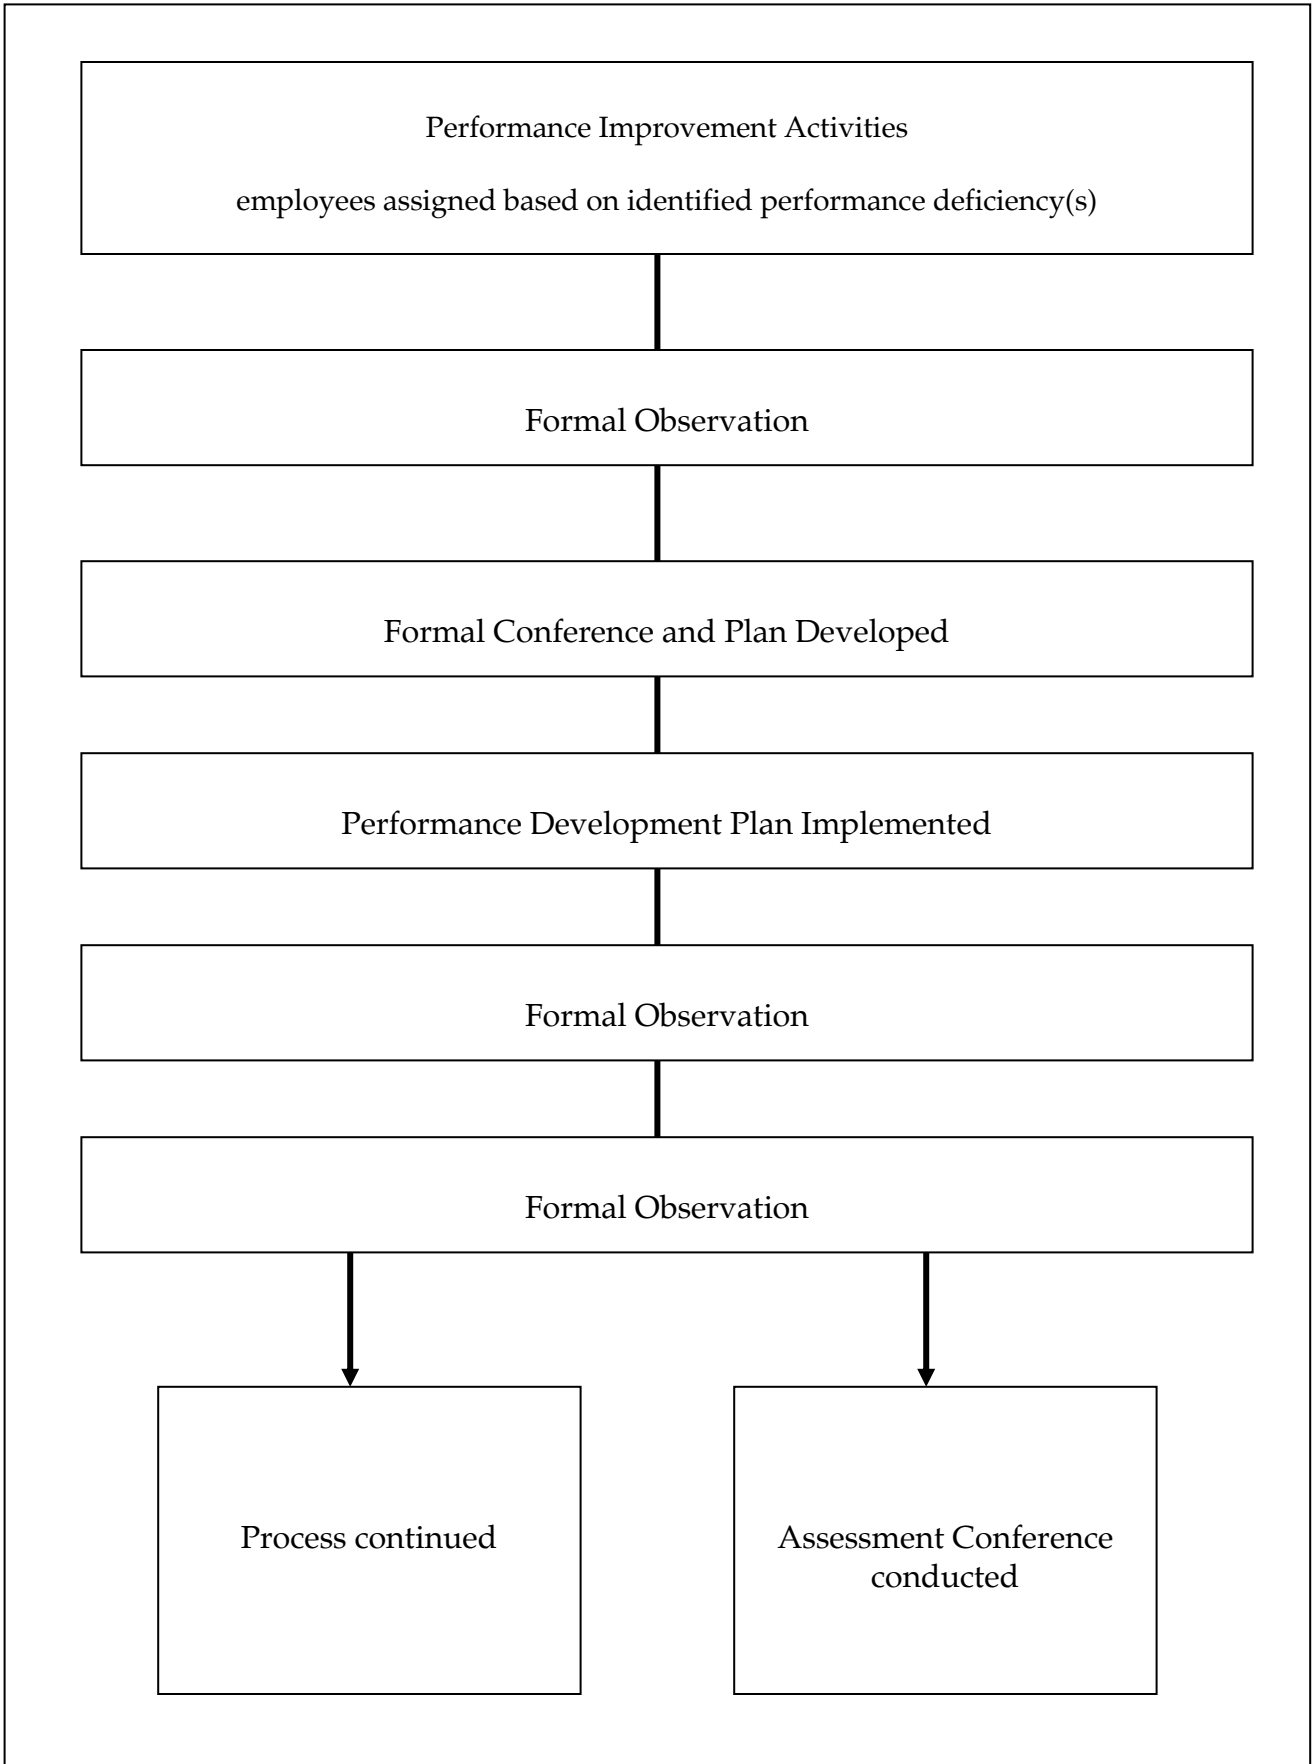 Performance Improvement Activities
employees assigned based on identified performance deficiency(s)
Formal Observation
Formal Conference and Plan Developed
Performance Development Plan Implemented
Formal Observation
Formal Observation
Process continued
Assessment Conference
conducted